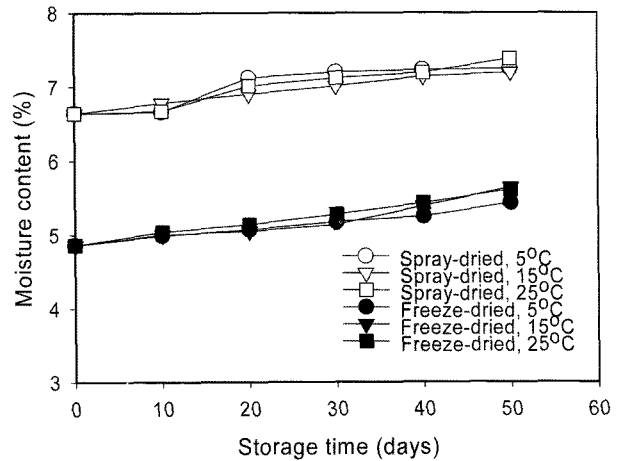 8
7
6
5
4
3
Moisture content (%)
Spray-dried, 5°C
Spray-dried, 15°C
Spray-dried, 25°C
Freeze-dried, 5°C
Freeze-dried, 15°C
Freeze-dried, 25°C
0 10 20 30 40 50 60
Storage time (days)